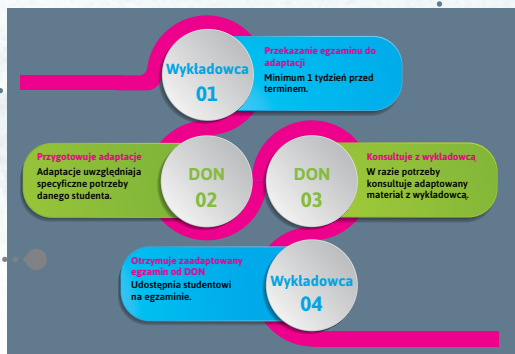 Wykładowca
01
Przekazanie egzaminu do
adaptacji
Minimum 1 tydzień przed
terminem.
Przygotowuje adaptacje
Adaptacje uwzględniaja
specyficzne potrzeby
danego studenta.
DON
02
DON
03
Konsultuje z wykładowcą
W razie potrzeby
konsultuje adaptowany
materiał z wykładowcą.
Otrzymuje zaadaptowany
egzamin od DON
Udostępnia studentowi
na egzaminie.
Wykładowca
04